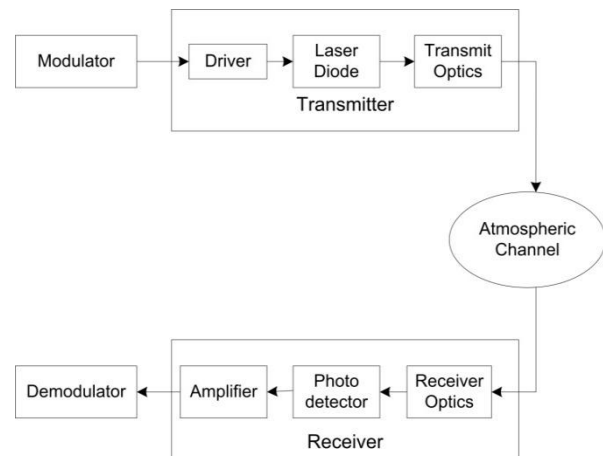 Modulator
Driver
Laser
Diode
Transmit
Optics
Transmitter
Atmospheric
Channel
Demodulator
Amplifier
Photo
detector
Receiver
Optics
Receiver